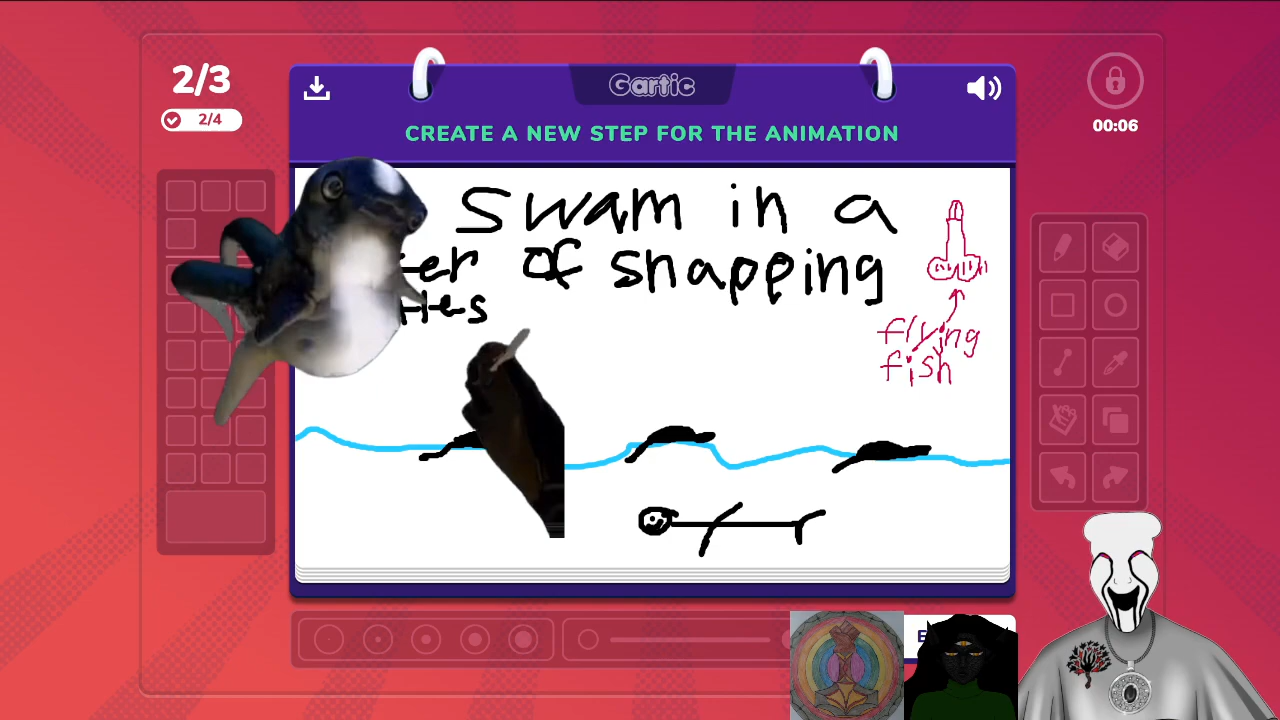 2/3
2/4
Gartic
CREATE A NEW STEP FOR THE ANIMATION
00:06
swam in a
er of snapping
flying
fish